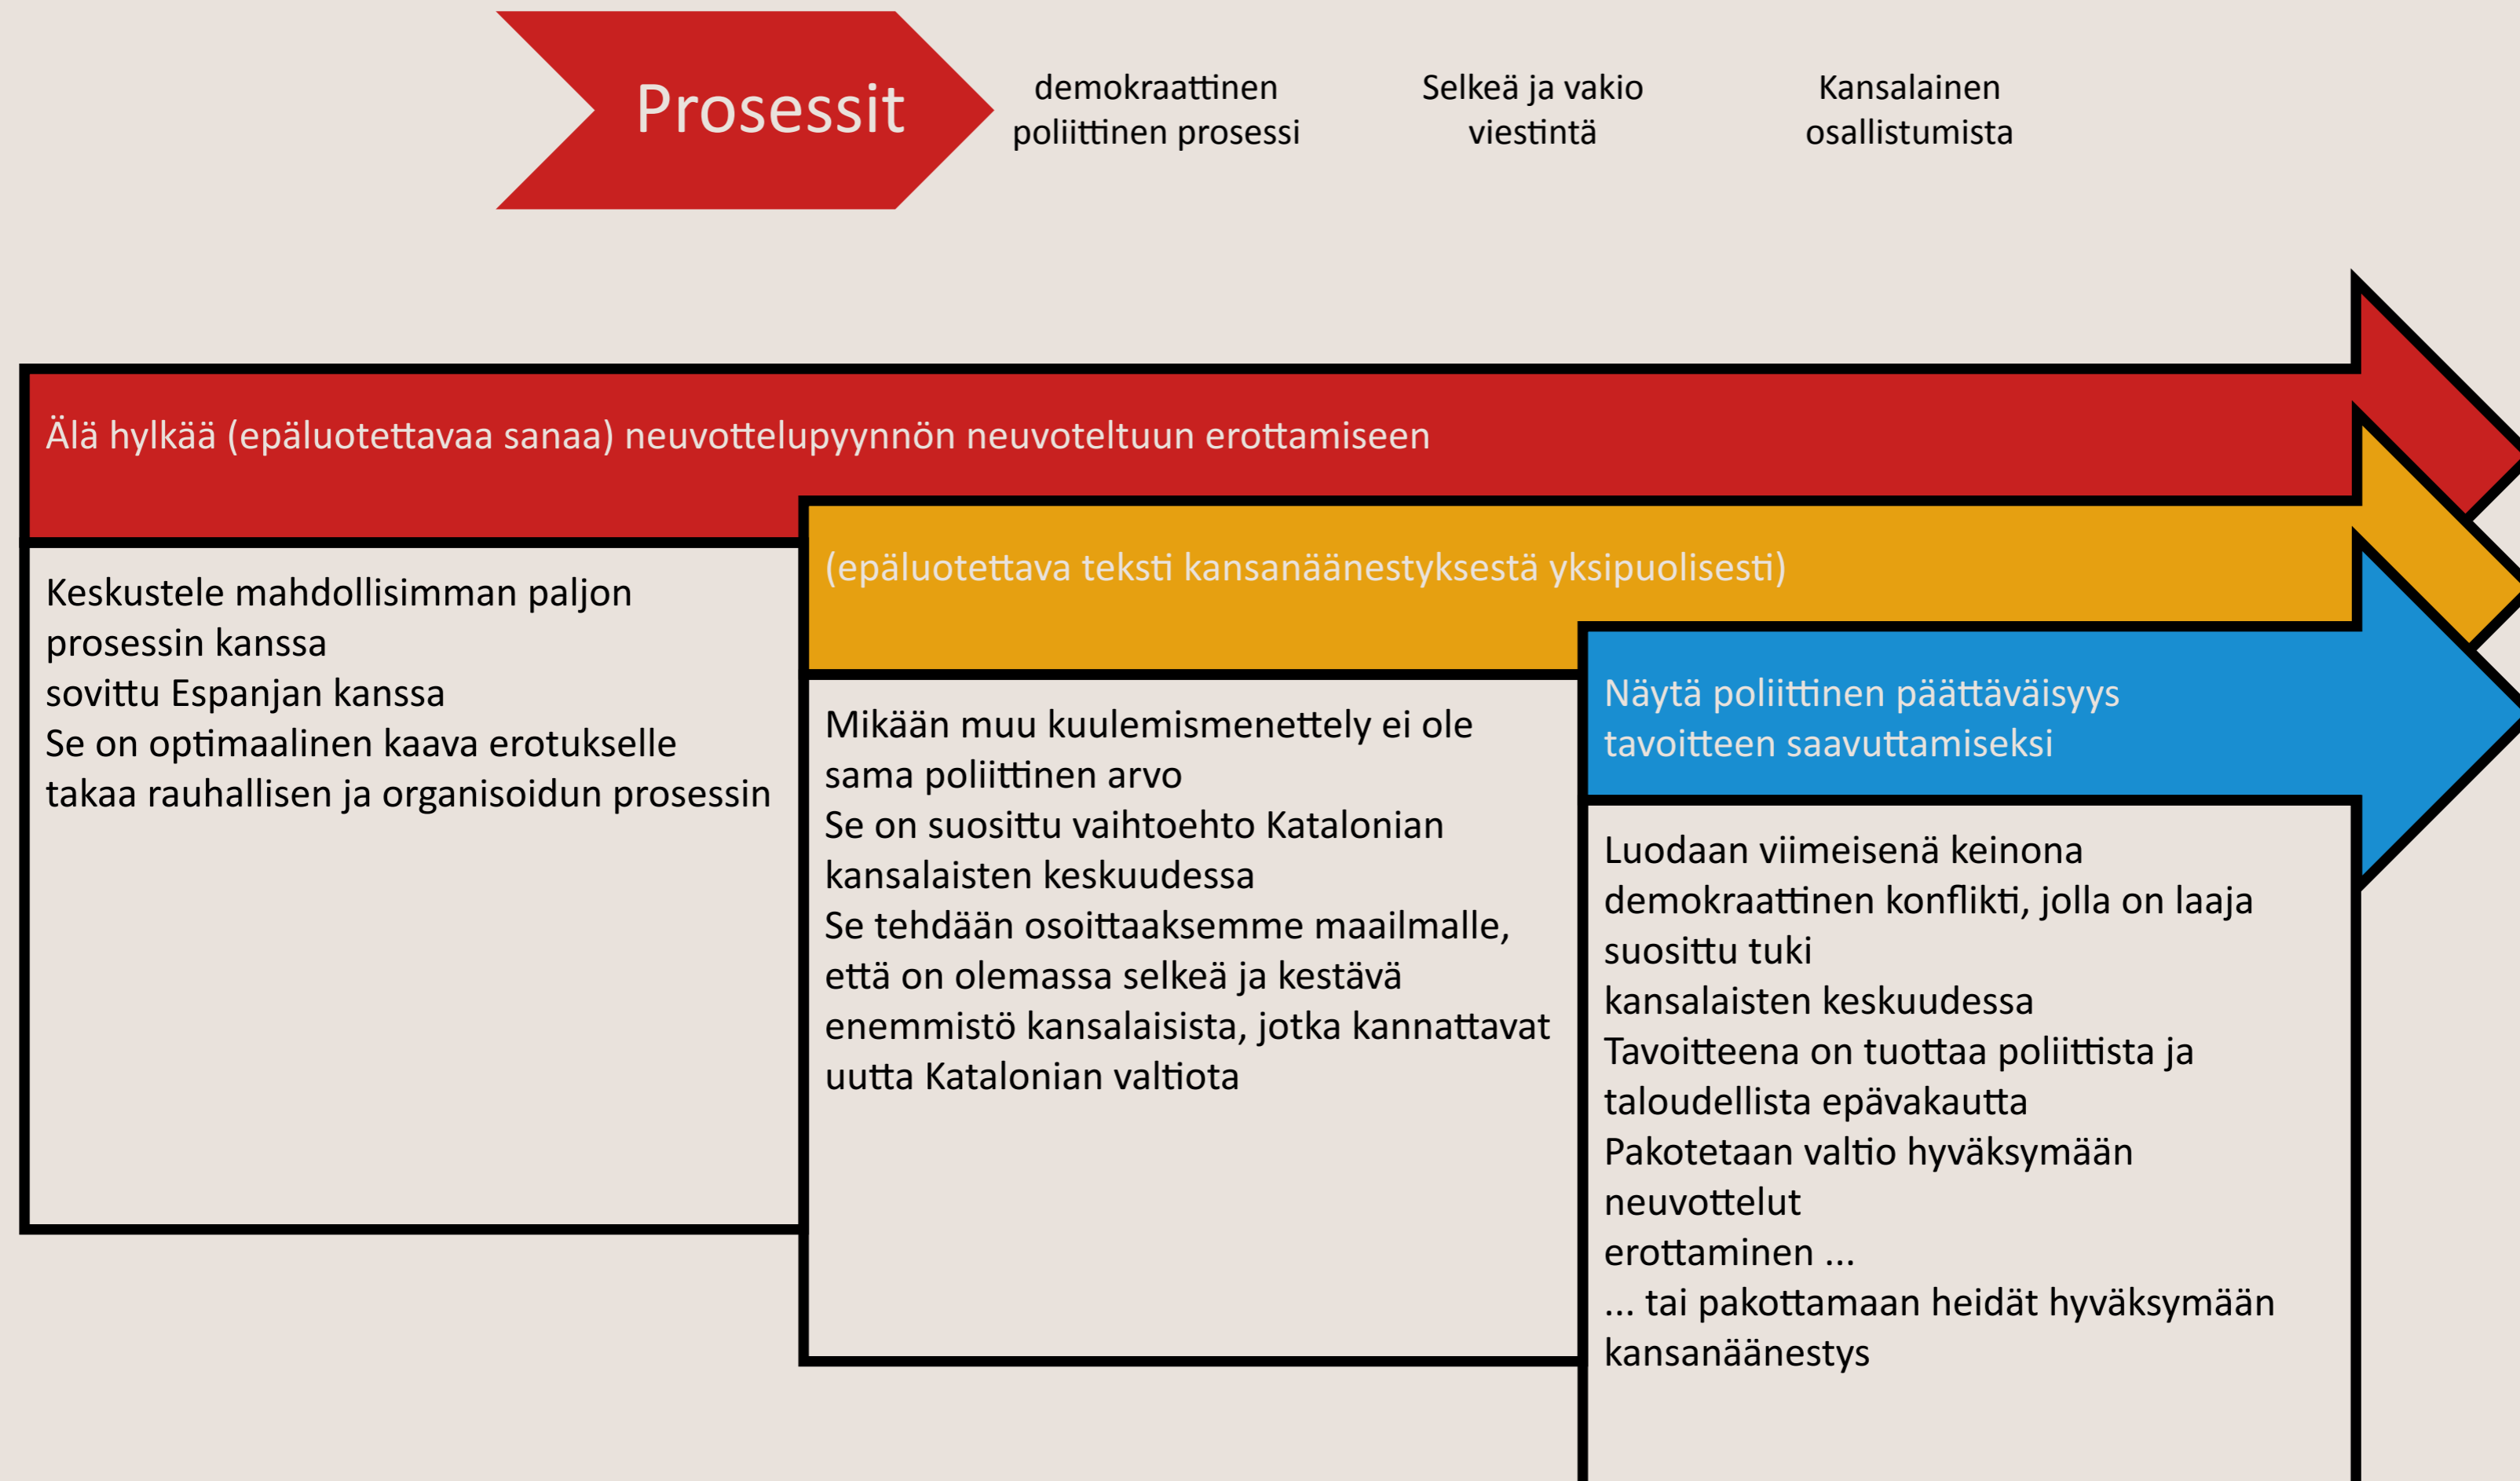 Prosessit
demokraattinen
poliittinen prosessi
Selkeä ja vakio
viestintä
Kansalainen
osallistumista
Älä hylkää (epäluotettavaa sanaa) neuvottelupyynnön neuvoteltuun erottamiseen
Keskustele mahdollisimman paljon
prosessin kanssa
sovittu Espanjan kanssa
Se on optimaalinen kaava erotukselle
takaa rauhallisen ja organisoidun prosessin
(epäluotettava teksti kansanäänestyksestä yksipuolisesti)
Mikään muu kuulemismenettely ei ole
sama poliittinen arvo
Se on suosittu vaihtoehto Katalonian
kansalaisten keskuudessa
Se tehdään osoittaaksemme maailmalle,
että on olemassa selkeä ja kestävä
enemmistö kansalaisista, jotka kannattavat
uutta Katalonian valtiota
Näytä poliittinen päättäväisyys
tavoitteen saavuttamiseksi
Luodaan viimeisenä keinona
demokraattinen konflikti, jolla on laaja
suosittu tuki
kansalaisten keskuudessa
Tavoitteena on tuottaa poliittista ja
taloudellista epävakautta
Pakotetaan valtio hyväksymään
neuvottelut
erottaminen ...
... tai pakottamaan heidät hyväksymään
kansanäänestys